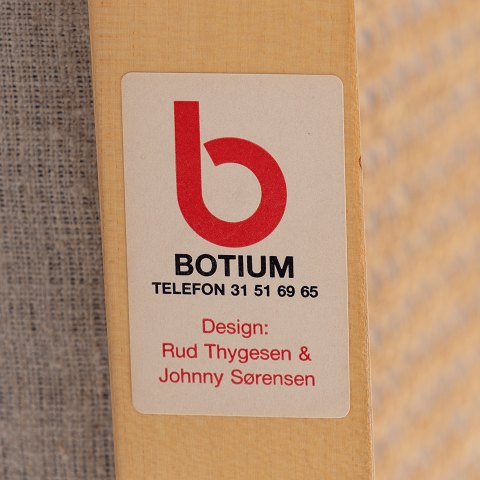 b
BOTIUM
TELEFON 31 51 69 65
Design:
Rud Thygesen &
Johnny Sørensen